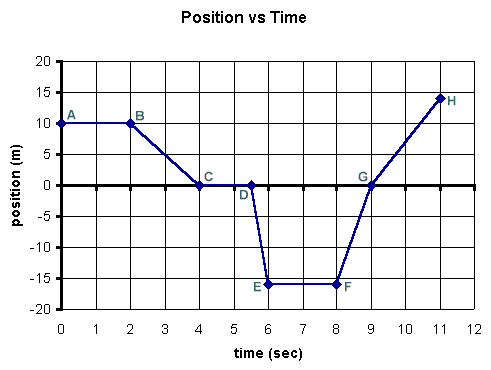 Position vs Time
position (m)
20
15
10
5
0
-5
-10
-15
-20
A
B
C
D
E
F
G
H
0 1 2 3 4 5 6 7 8 9 10 11 12
time (sec)